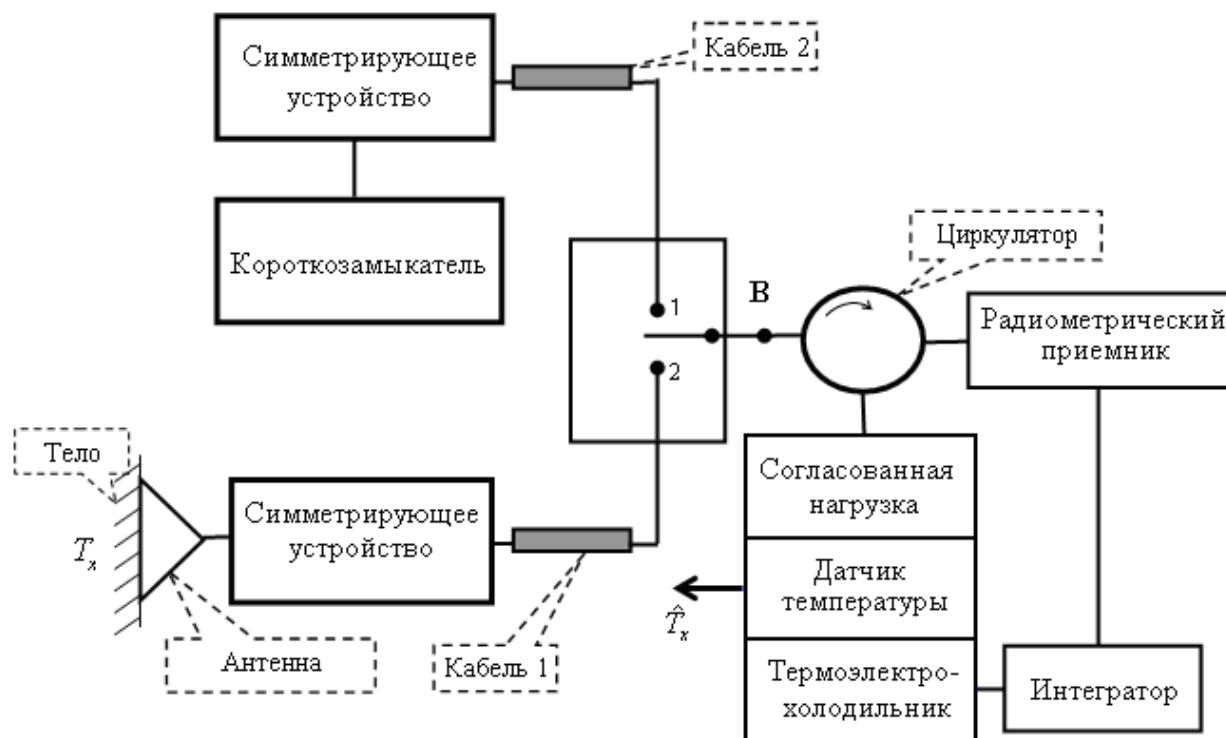 Симметрирующее
устройство
Кабель 2
Короткозамыкатель
Циркулятор
1
B
2
Радиометрический
приемник
Тело
T_x
Симметрирующее
устройство
Согласованная
нагрузка
Датчик
температуры
T̂_x
Антенна
Кабель 1
Термоэлектро-
холодильник
Интегратор